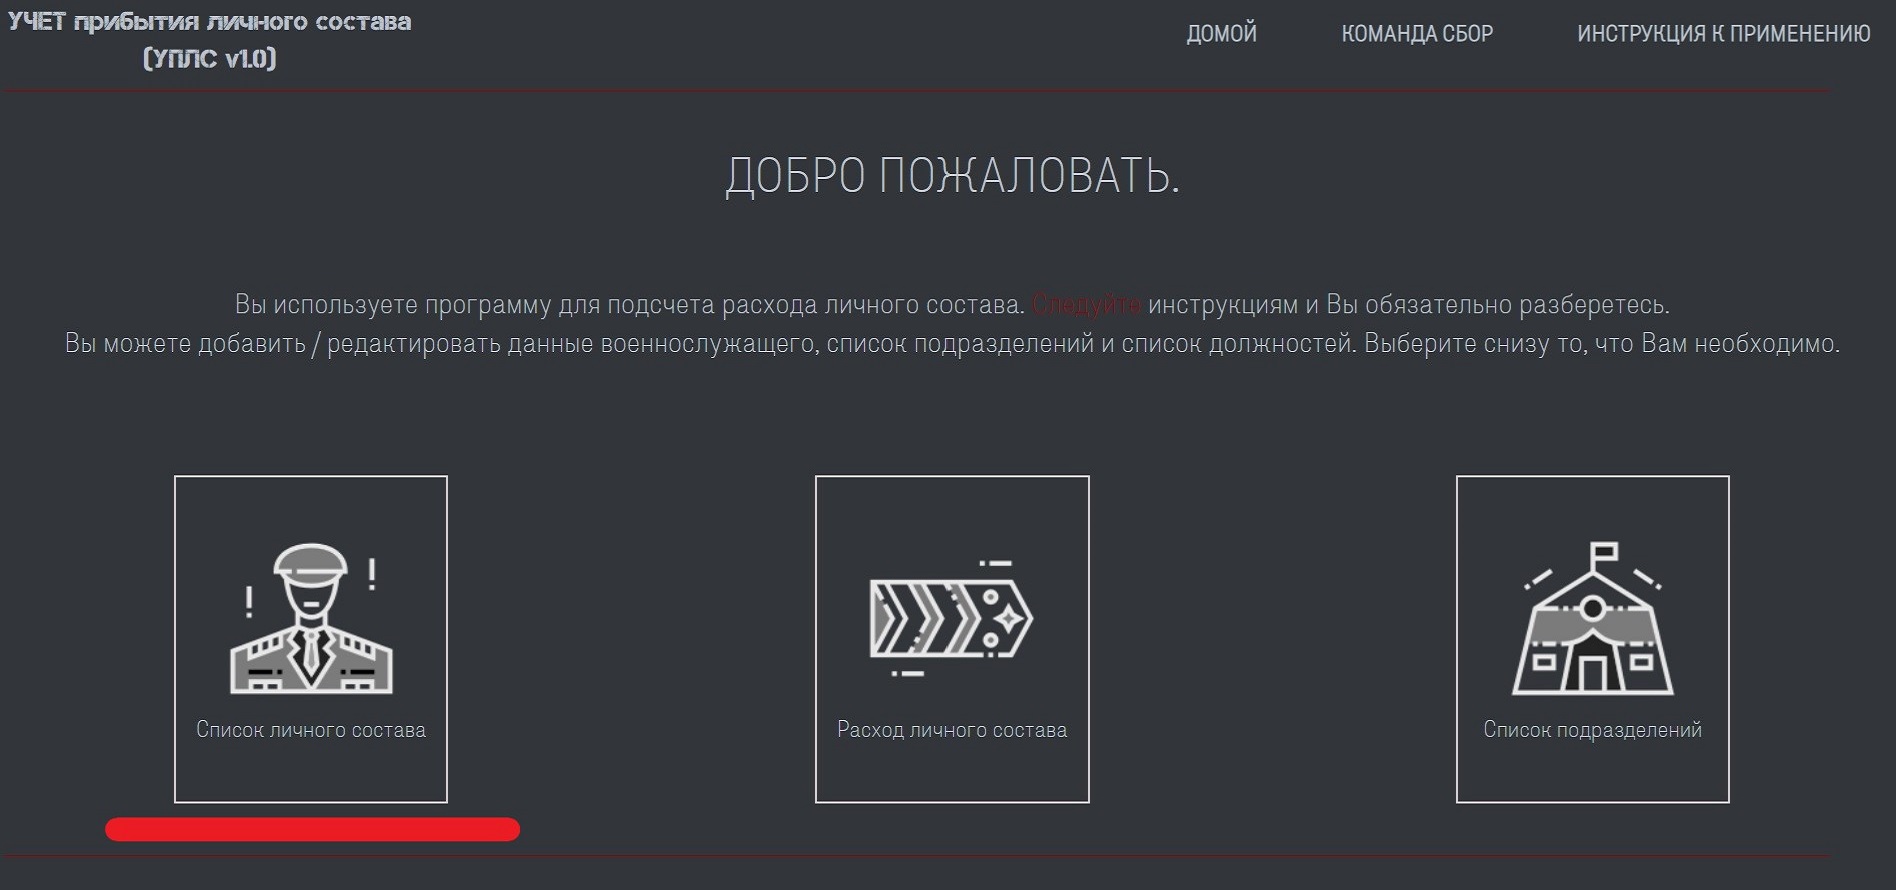 УЧЕТ прибытия личного состава
(УПЛС v1.0)
ДОМОЙ
КОМАНДА СБОР
ИНСТРУКЦИЯ К ПРИМЕНЕНИЮ
ДОБРО ПОЖАЛОВАТЬ.
Вы используете программу для подсчета расхода личного состава. Следуйте инструкциям и Вы обязательно разберетесь.
Вы можете добавить / редактировать данные военнослужащего, список подразделений и список должностей. Выберите снизу то, что Вам необходимо.
Список личного состава
Расход личного состава
Список подразделений